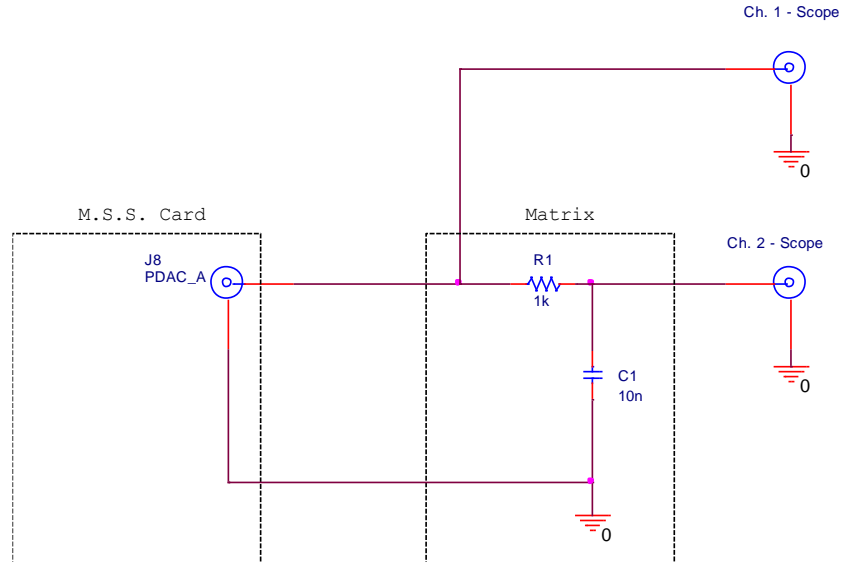 Ch. 1 - Scope
0
M.S.S. Card
Matrix
Ch. 2 - Scope
J8
PDAC_A
R1
1k
0
C1
10n
0